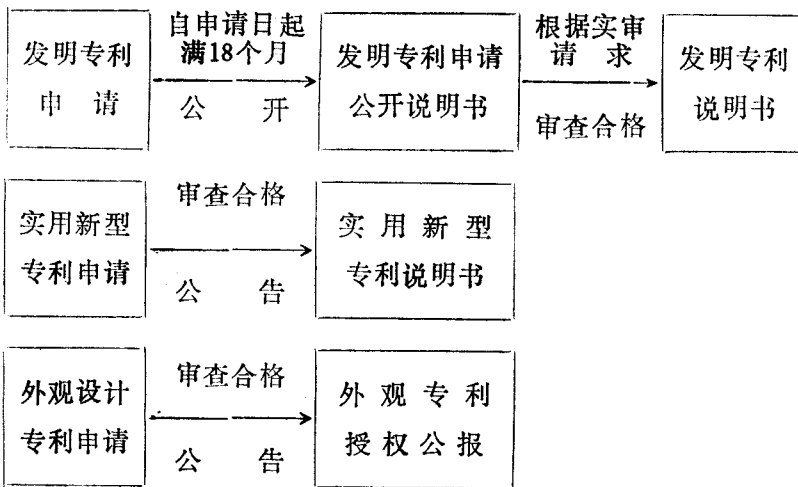 发明专利
申请
自申请日起
满18个月
公开
发明专利申请
公开说明书
根据实审
请求
审查合格
发明专利
说明书
实用新型
专利申请
审查合格
公告
实用新型
专利说明书
外观设计
专利申请
审查合格
公告
外观专利
授权公报